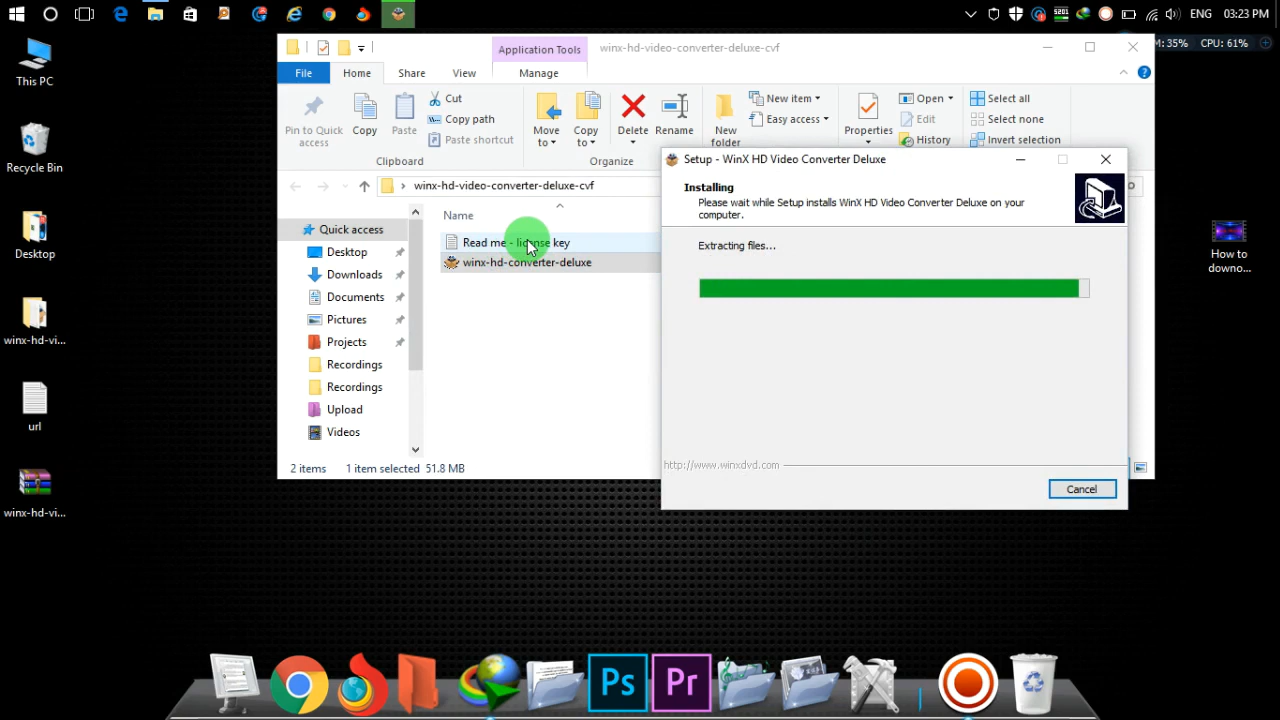 ENG
03:23 PM
M: 35%
CPU: 61%
5201
This PC
Recycle Bin
Desktop
winx-hd-vi...
url
winx-hd-vi...
How to
downo...
Application Tools
winx-hd-video-converter-deluxe-cvf
File
Home
Share
View
Manage
Pin to Quick
access
Copy
Paste
Cut
Copy path
Paste shortcut
Clipboard
Move
to
Copy
to
Delete
Rename
Organize
New
folder
New item
Easy access
Properties
Open
Edit
History
Select all
Select none
Invert selection
winx-hd-video-converter-deluxe-cvf
Quick access
Desktop
Downloads
Documents
Pictures
Projects
Recordings
Recordings
Upload
Videos
Name
Read me - license key
winx-hd-converter-deluxe
2 items
1 item selected 51.8 MB
Setup - WinX HD Video Converter Deluxe
Installing
Please wait while Setup installs WinX HD Video Converter Deluxe on your
computer.
Extracting files...
http://www.winxdvd.com
Cancel
Ps
Pr